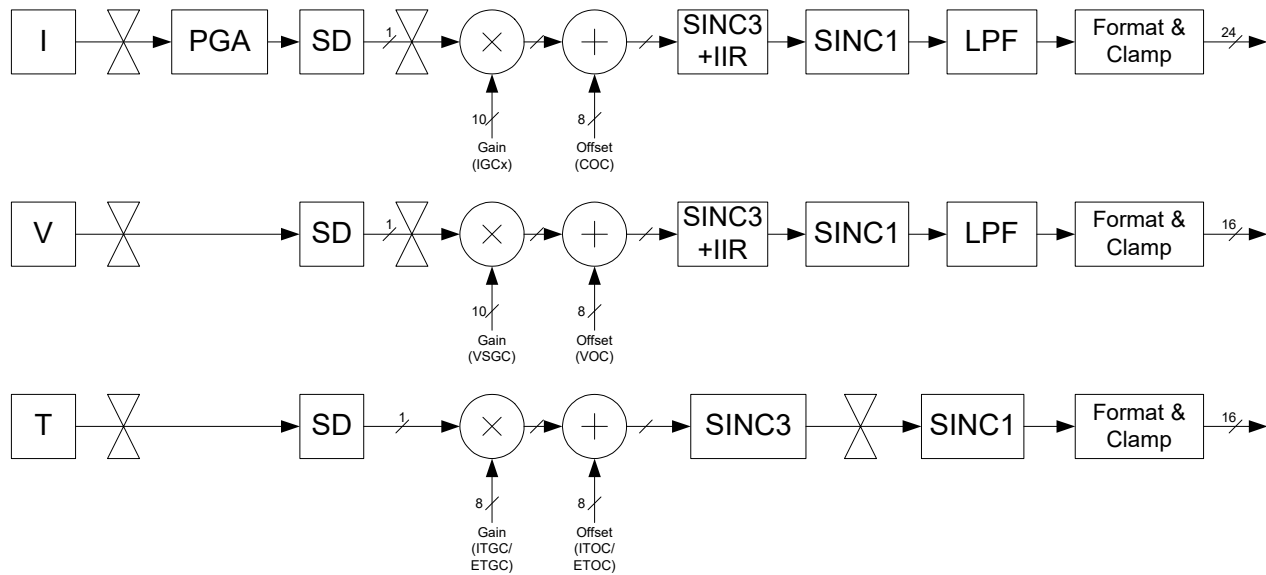 I
PGA
SD
1
×
+
SINC3
+IIR
SINC1
LPF
Format &
Clamp
24
10
Gain
(IGCx)
8
Offset
(COC)
V
SD
1
×
+
SINC3
+IIR
SINC1
LPF
Format &
Clamp
16
10
Gain
(VSGC)
8
Offset
(VOC)
T
SD
1
×
+
SINC3
SINC1
Format &
Clamp
16
8
Gain
(ITGC/
ETGC)
8
Offset
(ITOC/
ETOC)